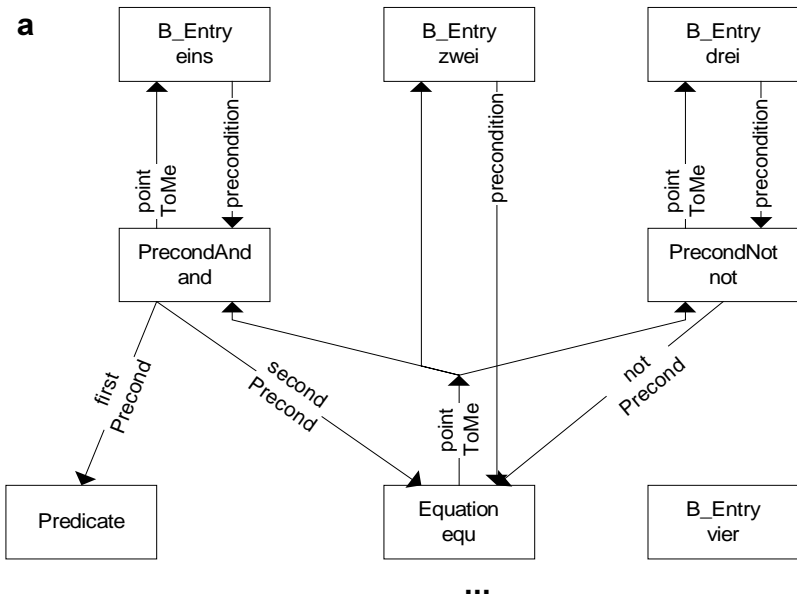 a
B_Entry
eins
B_Entry
zwei
B_Entry
drei
point
ToMe
precondition
precondition
point
ToMe
precondition
PrecondAnd
and
PrecondNot
not
first
Precond
second
Precond
point
ToMe
not
Precond
Predicate
Equation
equ
B_Entry
vier
...